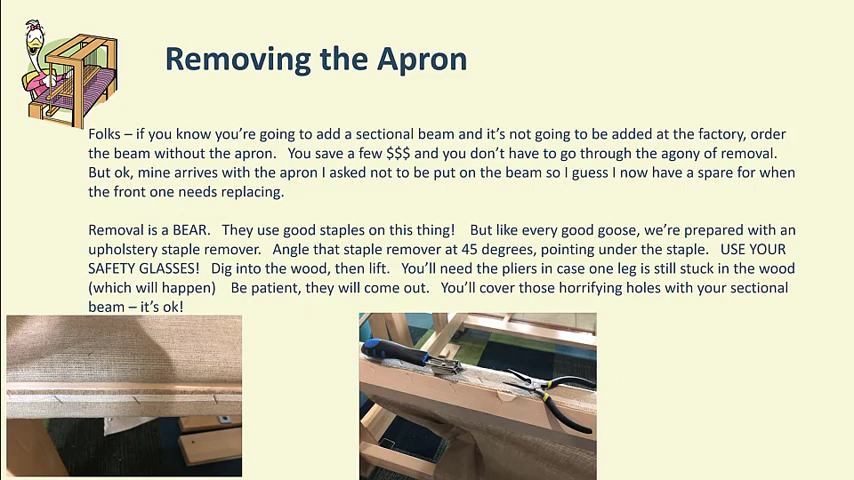 Removing the Apron
Folks – if you know you’re going to add a sectional beam and it’s not going to be added at the factory, order
the beam without the apron. You save a few $$$ and you don’t have to go through the agony of removal.
But ok, mine arrives with the apron I asked not to be put on the beam so I guess I now have a spare for when
the front one needs replacing.
Removal is a BEAR. They use good staples on this thing! But like every good goose, we’re prepared with an
upholstery staple remover. Angle that staple remover at 45 degrees, pointing under the staple. USE YOUR
SAFETY GLASSES! Dig into the wood, then lift. You’ll need the pliers in case one leg is still stuck in the wood
(which will happen) Be patient, they will come out. You’ll cover those horrifying holes with your sectional
beam – it’s ok!